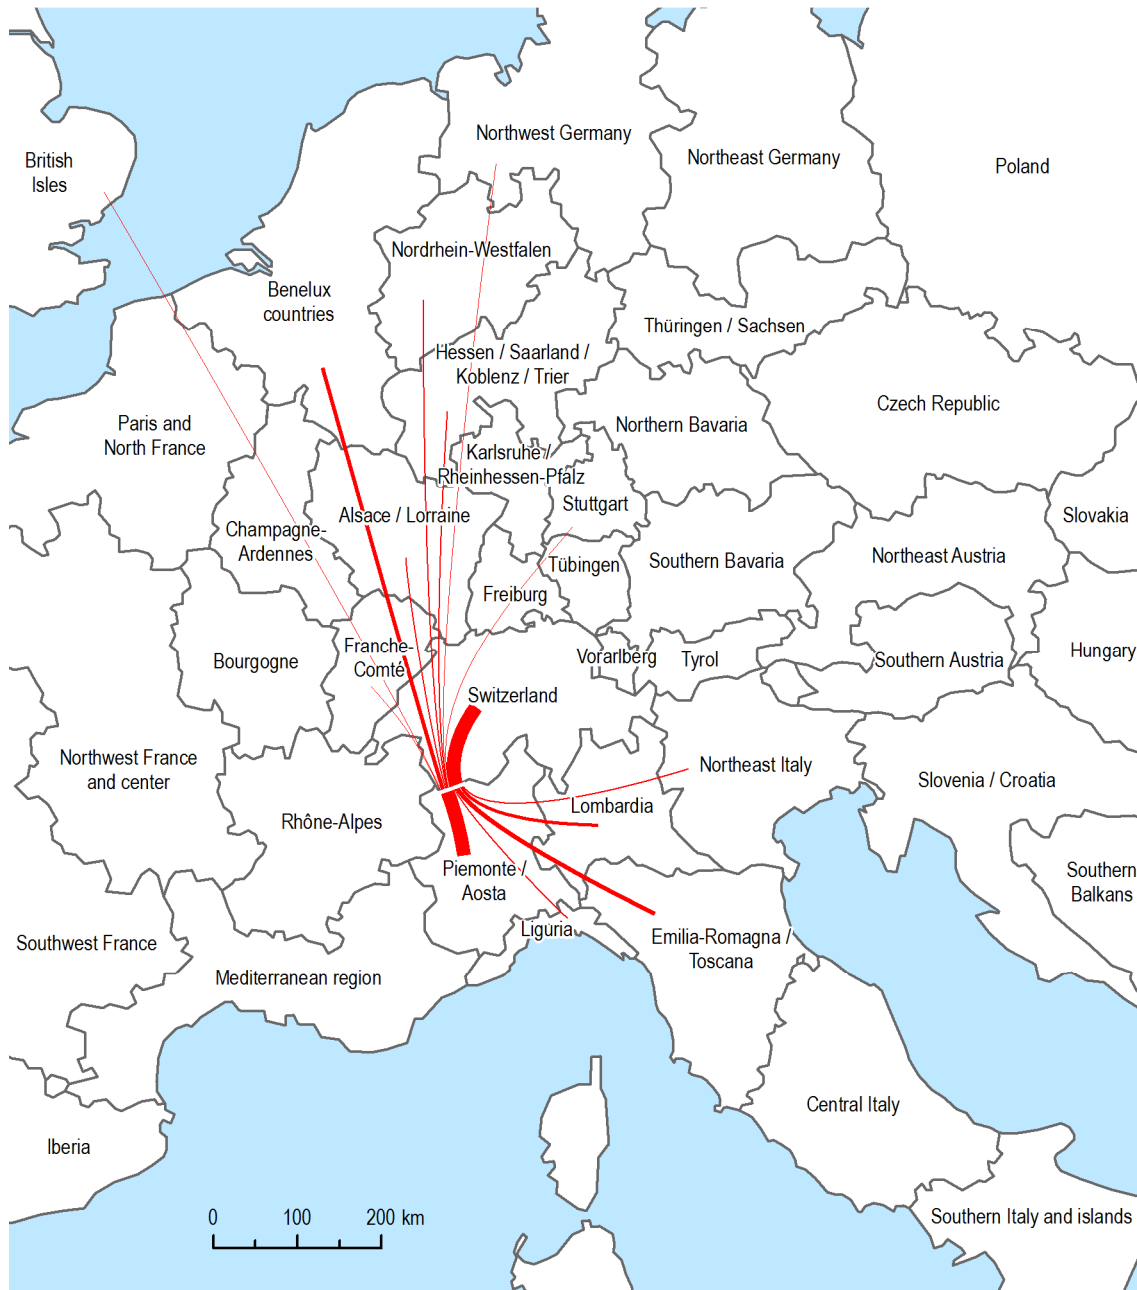 Northwest Germany
Northeast Germany
British
Isles
Poland
Nordrhein-Westfalen
Benelux
countries
Thüringen / Sachsen
Hessen / Saarland /
Koblenz / Trier
Paris and
North France
Northern Bavaria
Czech Republic
Karlsruhe /
Rheinhessen-Pfalz
Stuttgart
Alsace / Lorraine
Slovakia
Champagne-
Ardennes
Tübingen
Southern Bavaria
Northeast Austria
Freiburg
Franche-
Comté
Bourgogne
Vorarlberg
Tyrol
Southern Austria
Hungary
Switzerland
Northwest France
and center
Northeast Italy
Slovenia / Croatia
Lombardia
Rhône-Alpes
Piemonte /
Aosta
Southern
Balkans
Liguria
Southwest France
Emilia-Romagna /
Toscana
Mediterranean region
Central Italy
Iberia
0 100 200 km
Southern Italy and islands